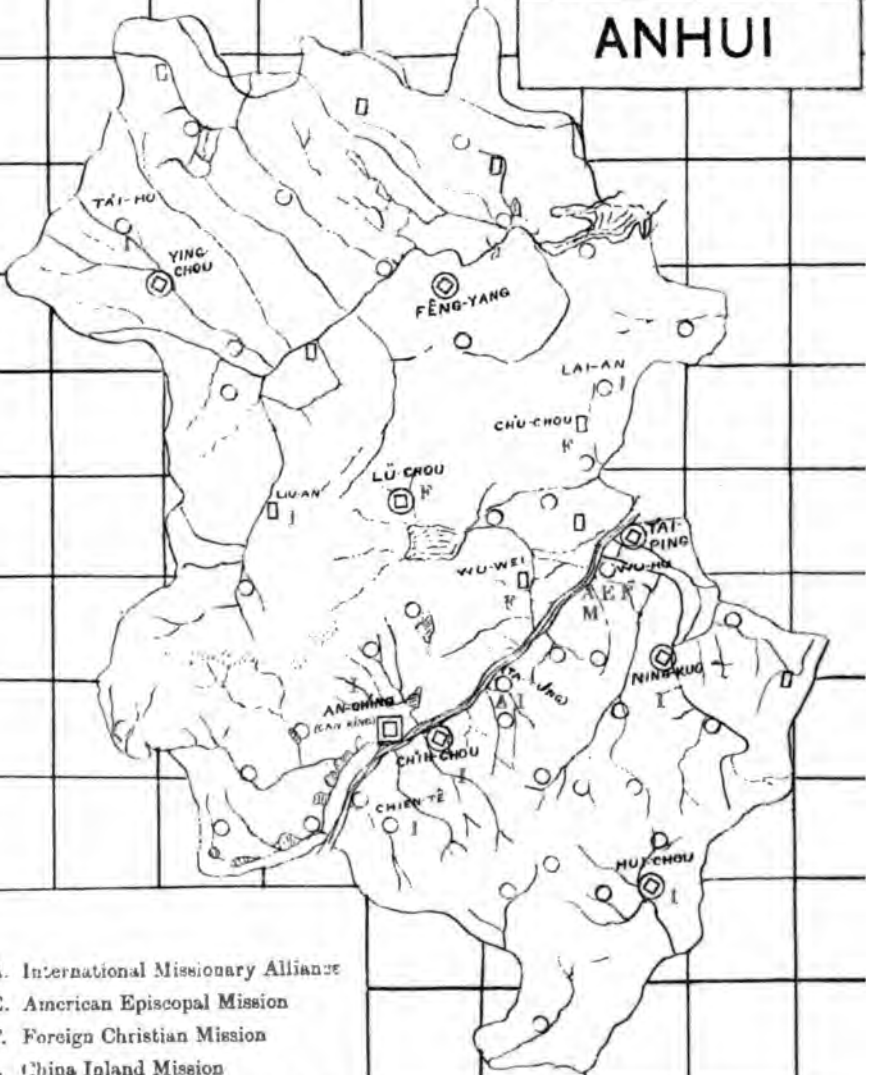 ANHUI
TAI-HO
YING
CHOU
FÊNG-YANG
LAI-AN
I
CHU-CHOU
F
LÜ-CHOU
F
LIU-AN
I
TAI-
PING
WU-HU
A E F
M
WU-WEI
F
NING-KUO
I
I
A I
AN-CHING
CHIH-CHOU
I
CHIEN-TÊ
I
HUI-CHOU
I
International Missionary Alliance
American Episcopal Mission
Foreign Christian Mission
China Inland Mission